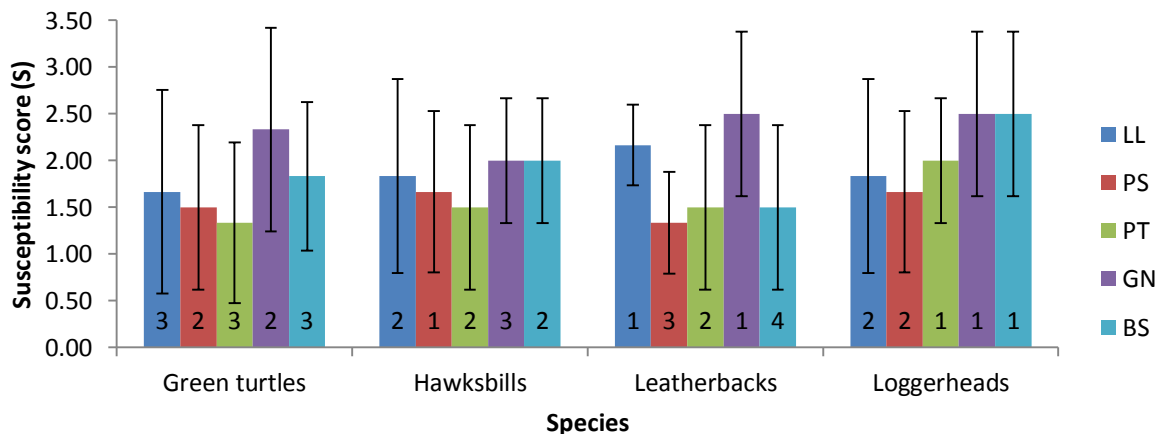 Susceptibility score (S)
3.50
3.00
2.50
2.00
1.50
1.00
0.50
0.00
3 2 3 2 3
2 1 2 3 2
1 3 2 1 4
2 2 1 1 1
Green turtles
Hawksbills
Leatherbacks
Loggerheads
Species
LL
PS
PT
GN
BS